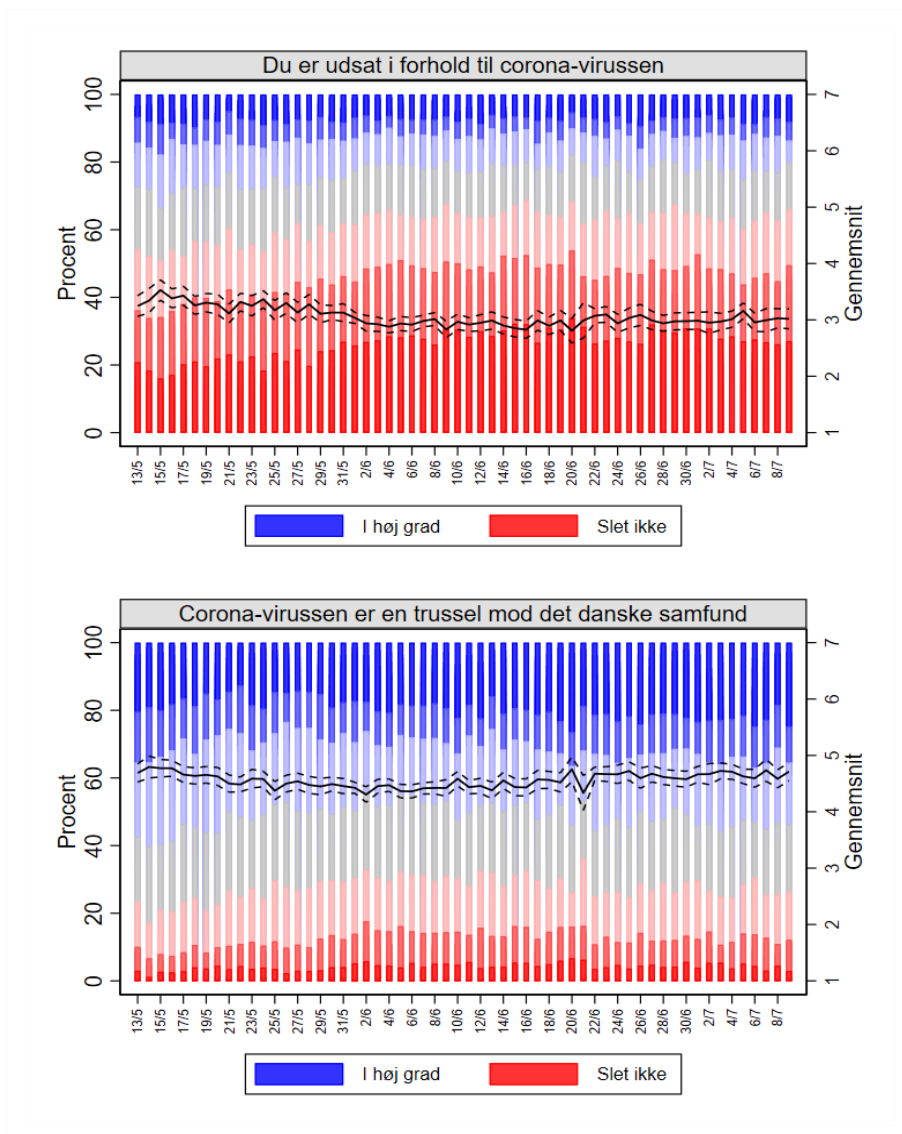 Du er udsat i forhold til corona-virussen
Procent
100
80
60
40
20
0
7
6
5
4
3
2
1
Gennemsnit
13/5 15/5 17/5 19/5 21/5 23/5 25/5 27/5 29/5 31/5 2/6 4/6 6/6 8/6 10/6 12/6 14/6 16/6 18/6 20/6 22/6 24/6 26/6 28/6 30/6 2/7 4/7 6/7 8/7
I høj grad Slet ikke
Corona-virussen er en trussel mod det danske samfund
Procent
100
80
60
40
20
0
7
6
5
4
3
2
1
Gennemsnit
13/5 15/5 17/5 19/5 21/5 23/5 25/5 27/5 29/5 31/5 2/6 4/6 6/6 8/6 10/6 12/6 14/6 16/6 18/6 20/6 22/6 24/6 26/6 28/6 30/6 2/7 4/7 6/7 8/7
I høj grad Slet ikke